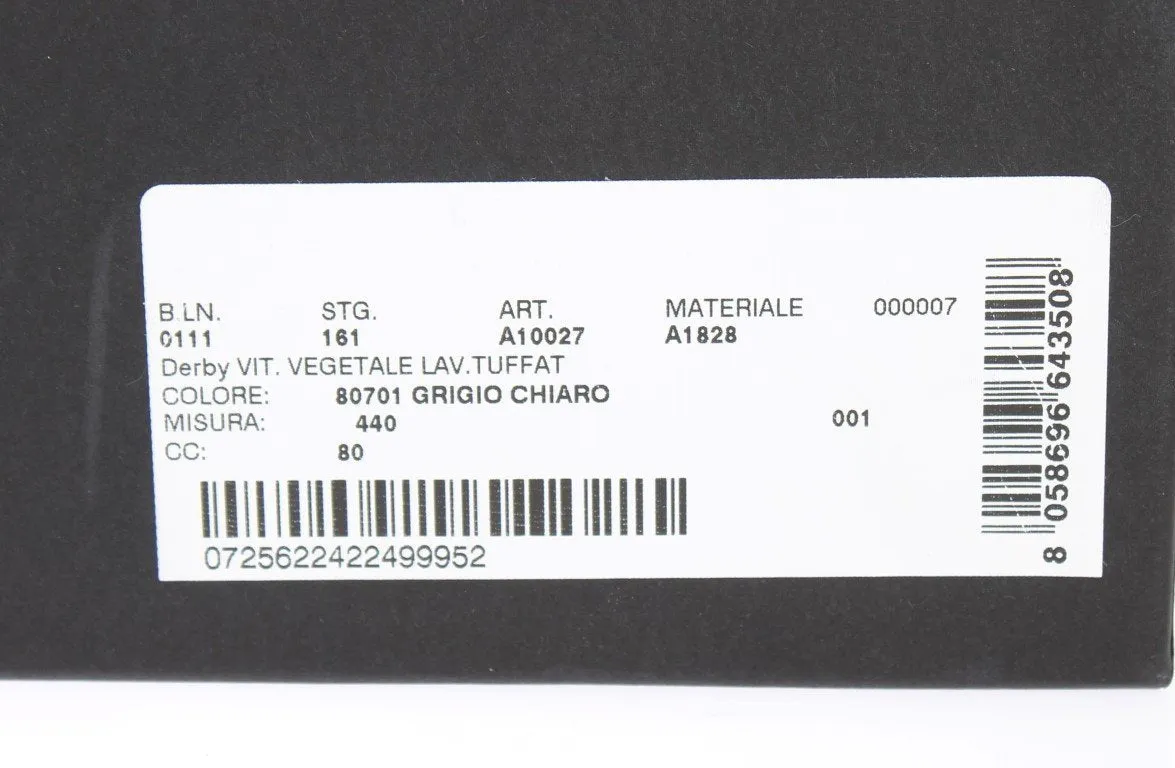 B.LN. STG. ART. MATERIALE 000007
0111 161 A10027 A1828
Derby VIT. VEGETALE LAV.TUFFAT
COLORE: 80701 GRIGIO CHIARO
MISURA: 440 001
CC: 80
0725622422499952
8 058696 643508